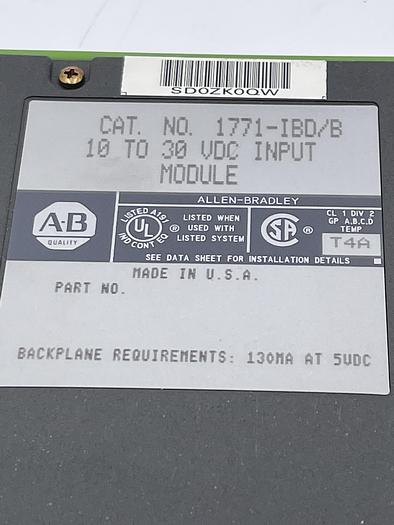 SD0ZK0QW
CAT. NO. 1771-IBD/B
10 TO 30 VDC INPUT
MODULE
ALLEN-BRADLEY
A-B
QUALITY
LISTED A196
UL
IND CONT EQ
LISTED WHEN
USED WITH
LISTED SYSTEM
SA
CL 1 DIV 2
GP A,B,C,D
TEMP
T4A
SEE DATA SHEET FOR INSTALLATION DETAILS
MADE IN U.S.A.
PART NO.
BACKPLANE REQUIREMENTS: 130MA AT 5VDC